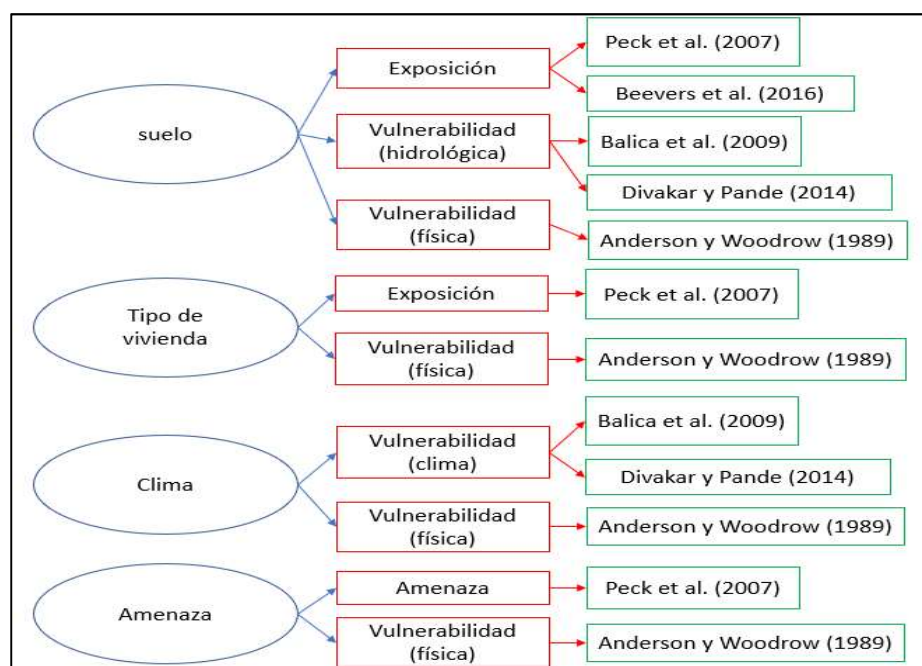 suelo
Exposición
Peck et al. (2007)
Beevers et al. (2016)
Vulnerabilidad
(hidrológica)
Balica et al. (2009)
Divakar y Pande (2014)
Vulnerabilidad
(física)
Anderson y Woodrow (1989)
Tipo de
vivienda
Exposición
Peck et al. (2007)
Vulnerabilidad
(física)
Anderson y Woodrow (1989)
Clima
Vulnerabilidad
(clima)
Balica et al. (2009)
Divakar y Pande (2014)
Vulnerabilidad
(física)
Anderson y Woodrow (1989)
Amenaza
Amenaza
Peck et al. (2007)
Vulnerabilidad
(física)
Anderson y Woodrow (1989)